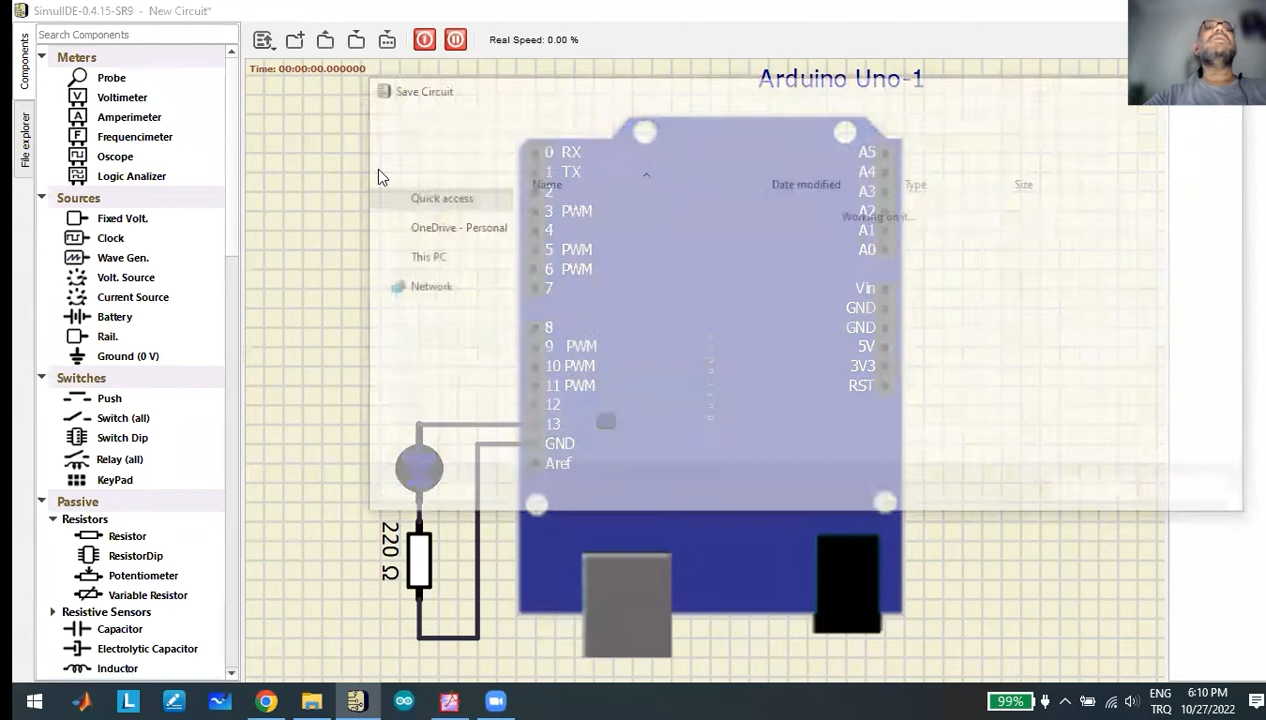 SimulIDE-0.4.15-SR9 - New Circuit*
Components
File explorer
Search Components
Meters
Probe
Voltimeter
Amperimeter
Frequencimeter
Oscope
Logic Analizer
Sources
Fixed Volt.
Clock
Wave Gen.
Volt. Source
Current Source
Battery
Rail.
Ground (0 V)
Switches
Push
Switch (all)
Switch Dip
Relay (all)
KeyPad
Passive
Resistors
Resistor
ResistorDip
Potentiometer
Variable Resistor
Resistive Sensors
Capacitor
Electrolytic Capacitor
Inductor
Real Speed: 0.00 %
Time: 00:00:00.000000
Arduino Uno-1
Save Circuit
Quick access
OneDrive - Personal
This PC
Network
Name
Date modified
Type
Size
Working on it...
0 RX
1 TX
2
3 PWM
4
5 PWM
6 PWM
7
8
9 PWM
10 PWM
11 PWM
12
13
GND
Aref
A5
A4
A3
A2
A1
A0
Vin
GND
GND
5V
3V3
RST
220 Ω
99%
ENG
TRQ
6:10 PM
10/27/2022